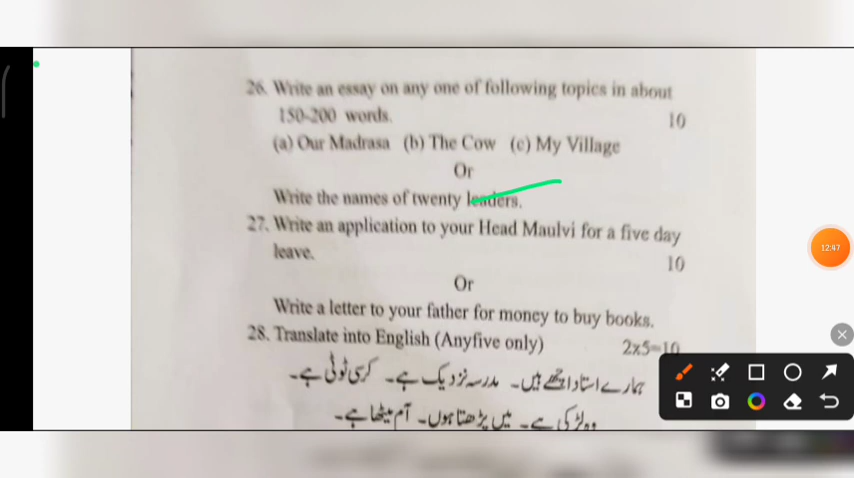 26. Write an essay on any one of following topics in about
150-200 words. 10
(a) Our Madrasa (b) The Cow (c) My Village
Or
Write the names of twenty leaders.
27. Write an application to your Head Maulvi for a five day
leave. 10
Or
Write a letter to your father for money to buy books.
28. Translate into English (Anyfive only) 2x5=10
ہمارے استاد اچھے ہیں۔ مدرسہ نزدیک ہے۔ کرسی ٹوٹی ہے۔
وہ لڑکی ہے۔ میں پڑھتا ہوں۔ آم میٹھا ہے۔
12:47